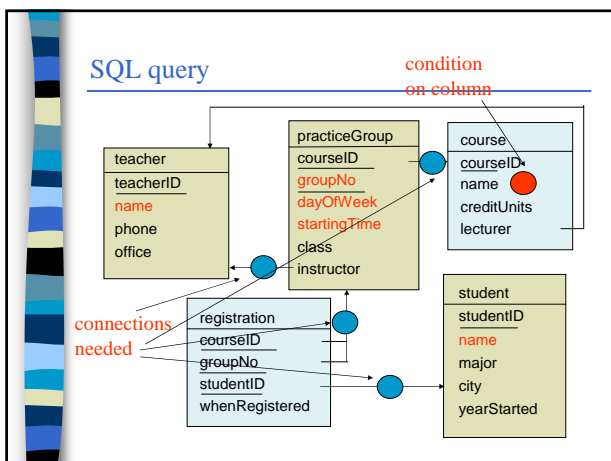 SQL query
condition
on column
teacher
teacherID
name
phone
office
practiceGroup
courseID
groupNo
dayOfWeek
startingTime
class
instructor
course
courseID
name
creditUnits
lecturer
connections
needed
registration
courseID
groupNo
studentID
whenRegistered
student
studentID
name
major
city
yearStarted